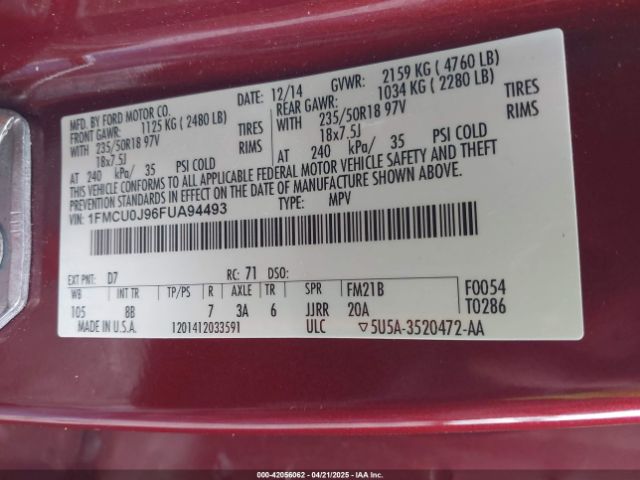 MFD. BY FORD MOTOR CO.
DATE: 12/14 GVWR: 2159 KG ( 4760 LB)
FRONT GAWR: 1125 KG ( 2480 LB) REAR GAWR: 1034 KG ( 2280 LB)
WITH 235/50R18 97V TIRES WITH 235/50R18 97V TIRES
18x7.5J RIMS 18x7.5J RIMS
AT 240 kPa/ 35 PSI COLD AT 240 kPa/ 35 PSI COLD
THIS VEHICLE CONFORMS TO ALL APPLICABLE FEDERAL MOTOR VEHICLE SAFETY AND THEFT
PREVENTION STANDARDS IN EFFECT ON THE DATE OF MANUFACTURE SHOWN ABOVE.
VIN: 1FMCU0J96FUA94493 TYPE: MPV
EXT PNT: D7 RC: 71 DSO:
WB INT TR TP/PS R AXLE TR SPR FM21B F0054
105 8B 7 3A 6 JJRR 20A T0286
MADE IN U.S.A. 1201412033591 ULC ▽5U5A-3520472-AA
000-42056062 - 04/21/2025 - IAAI.COM